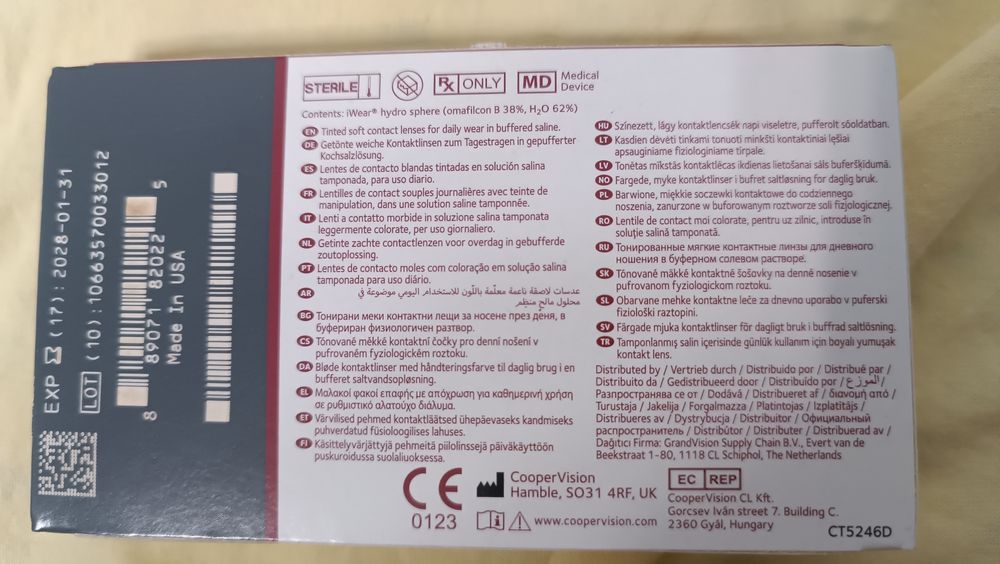 EXP (17): 2028-01-31
LOT (10): 10663570033012
8 89071 82022 5
Made In USA
STERILE
Rx ONLY
MD Medical
Device
Contents: iWear® hydro sphere (omafilcon B 38%, H₂O 62%)
EN Tinted soft contact lenses for daily wear in buffered saline.
DE Getönte weiche Kontaktlinsen zum Tagestragen in gepufferter
Kochsalzlösung.
ES Lentes de contacto blandas tintadas en solución salina
tamponada, para uso diario.
FR Lentilles de contact souples journalières avec teinte de
manipulation, dans une solution saline tamponnée.
IT Lenti a contatto morbide in soluzione salina tamponata
leggermente colorate, per uso giornaliero.
NL Getinte zachte contactlenzen voor overdag in gebufferde
zoutoplossing.
PT Lentes de contacto moles com coloração em solução salina
tamponada para uso diário.
AR عدسات لاصقة ناعمة معلّمة باللّون للاستخدام اليومي موضوعة في
محلول مالح منظم
BG Тонирани меки контактни лещи за носене през деня, в
буфериран физиологичен разтвор.
CS Tónované měkké kontaktní čočky pro denní nošení v
pufrovaném fyziologickém roztoku.
DA Bløde kontaktlinser med håndteringsfarve til daglig brug i en
bufferet saltvandsopløsning.
EL Μαλακοί φακοί επαφής με απόχρωση για καθημερινή χρήση
σε ρυθμιστικό αλατούχο διάλυμα.
ET Värvilised pehmed kontaktläätsed ühepäevaseks kandmiseks
puhverdatud füsioloogilises lahuses.
FI Käsittelyvärjättyjä pehmeitä piilolinssejä päiväkäyttöön
puskuroidussa suolaliuoksessa.
HU Színezett, lágy kontaktlencsék napi viseletre, pufferolt sóoldatban.
LT Kasdien dėvėti tinkami tonuoti minkšti kontaktiniai lęšiai
apsauginiame fiziologiniame tirpale.
LV Tonētas mīkstās kontaktlēcas ikdienas lietošanai sāls buferšķīdumā.
NO Fargede, myke kontaktlinser i bufret saltløsning for daglig bruk.
PL Barwione, miękkie soczewki kontaktowe do codziennego
noszenia, zanurzone w buforowanym roztworze soli fizjologicznej.
RO Lentile de contact moi colorate, pentru uz zilnic, introduse în
soluţie salină tamponată.
RU Тонированные мягкие контактные линзы для дневного
ношения в буферном солевом растворе.
SK Tónované mäkké kontaktné šošovky na denné nosenie v
pufrovanom fyziologickom roztoku.
SL Obarvane mehke kontaktne leče za dnevno uporabo v puferski
fiziološki raztopini.
SV Färgade mjuka kontaktlinser för dagligt bruk i buffrad saltlösning.
TR Tamponlanmış salin içerisinde günlük kullanım için boyalı yumuşak
kontakt lens.
Distributed by / Vertrieb durch / Distribuido por / Distribué par /
Distribuito da / Gedistribueerd door / Distribuído por / الموزع /
Разпространява се от / Dodává / Distribueret af / διανομή από /
Turustaja / Jakelija / Forgalmazza / Platintojas / Izplatītājs /
Distribueres av / Dystrybucja / Distribuitor / Официальный
распространитель / Distribútor / Distributer / Distribuerad av /
Dağıtıcı Firma: GrandVision Supply Chain B.V., Evert van de
Beekstraat 1-80, 1118 CL Schiphol, The Netherlands
CE
0123
CooperVision
Hamble, SO31 4RF, UK
www.coopervision.com
EC REP
CooperVision CL Kft.
Gorcsev Iván street 7. Building C.
2360 Gyál, Hungary
CT5246D